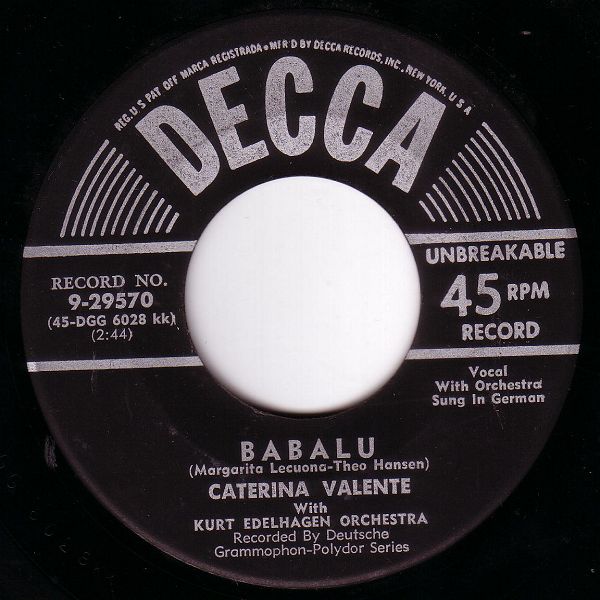 REG. U S PAT OFF MARCA REGISTRADA • MF'D BY DECCA RECORDS, INC., NEW YORK, U S A
DECCA
RECORD NO.
9-29570
(45-DGG 6028 kk)
(2:44)
UNBREAKABLE
45 RPM
RECORD
Vocal
With Orchestra
Sung In German
BABALU
(Margarita Lecuona-Theo Hansen)
CATERINA VALENTE
With
KURT EDELHAGEN ORCHESTRA
Recorded By Deutsche
Grammophon-Polydor Series